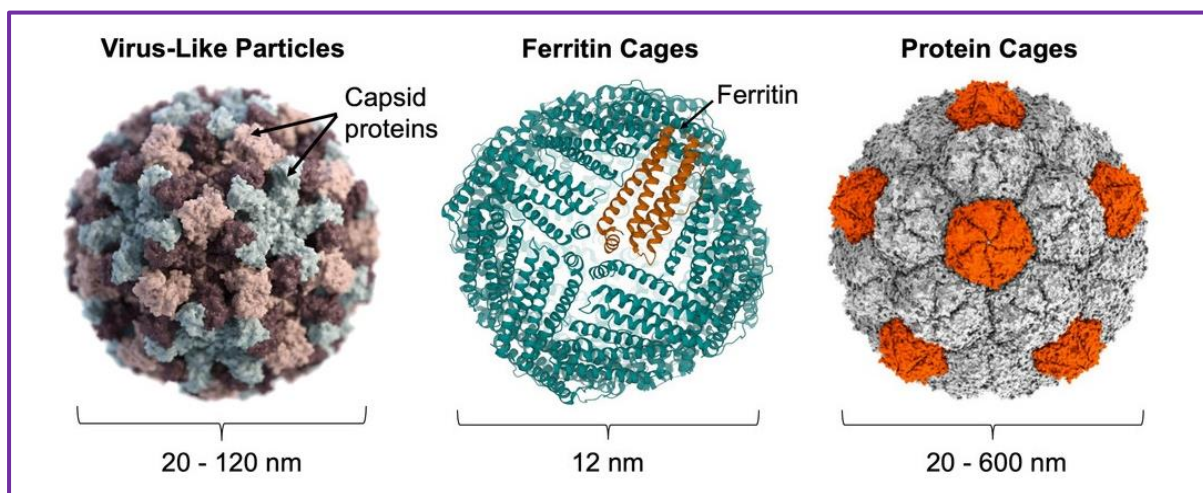 Virus-Like Particles
Capsid
proteins
20 - 120 nm
Ferritin Cages
Ferritin
12 nm
Protein Cages
20 - 600 nm